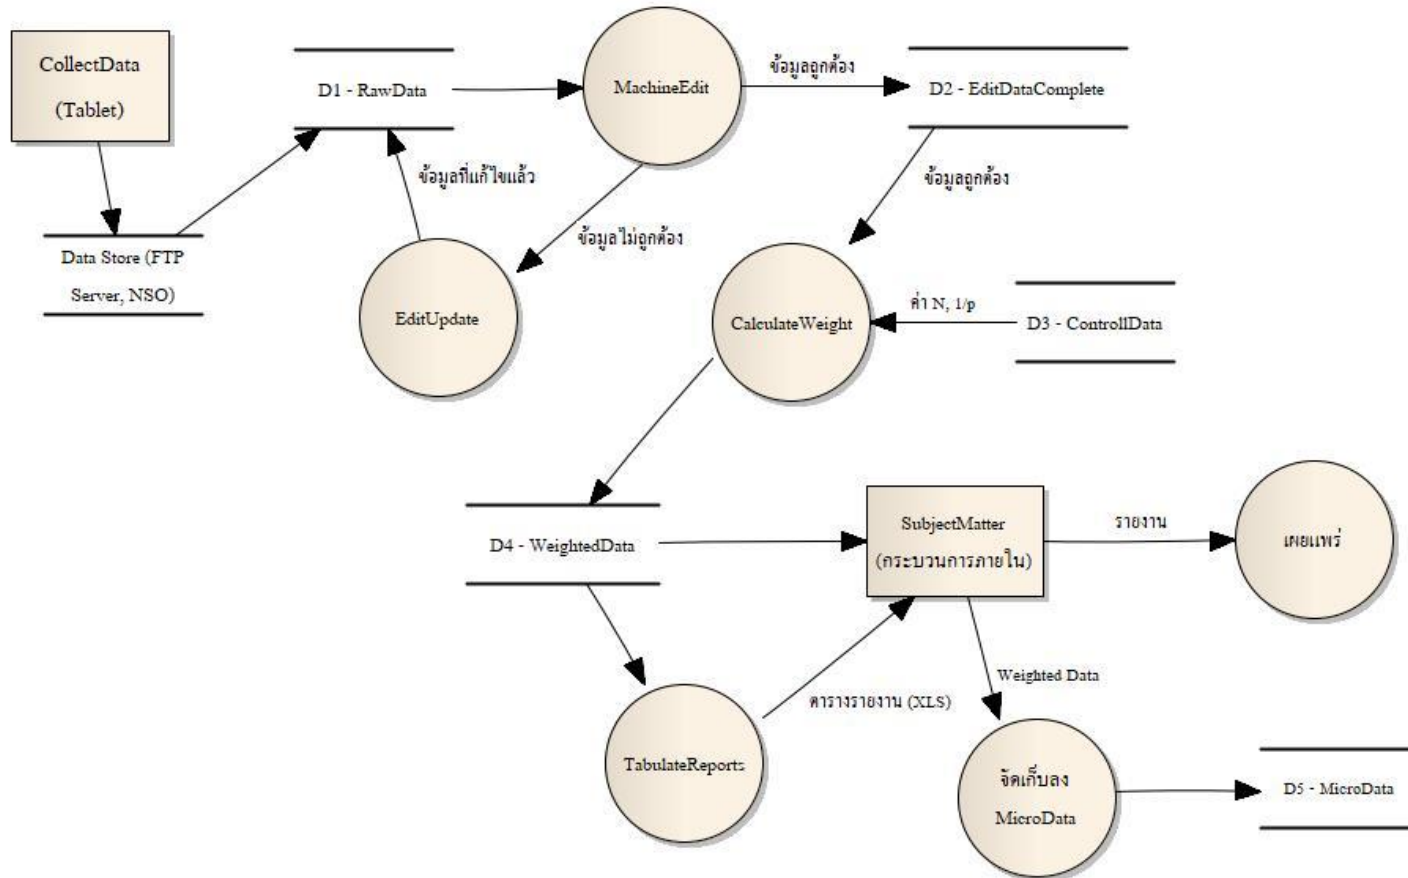 CollectData
(Tablet)
D1 - RawData
MachineEdit
ข้อมูลถูกต้อง
D2 - EditDataComplete
ข้อมูลที่แก้ไขแล้ว
ข้อมูลถูกต้อง
ข้อมูลไม่ถูกต้อง
Data Store (FTP
Server, NSO)
EditUpdate
CalculateWeight
ค่า N, 1/p
D3 - ControllData
D4 - WeightedData
SubjectMatter
(กระบวนการภายใน)
รายงาน
เผยแพร่
Weighted Data
ตารางรายงาน (XLS)
TabulateReports
จัดเก็บลง
MicroData
D5 - MicroData